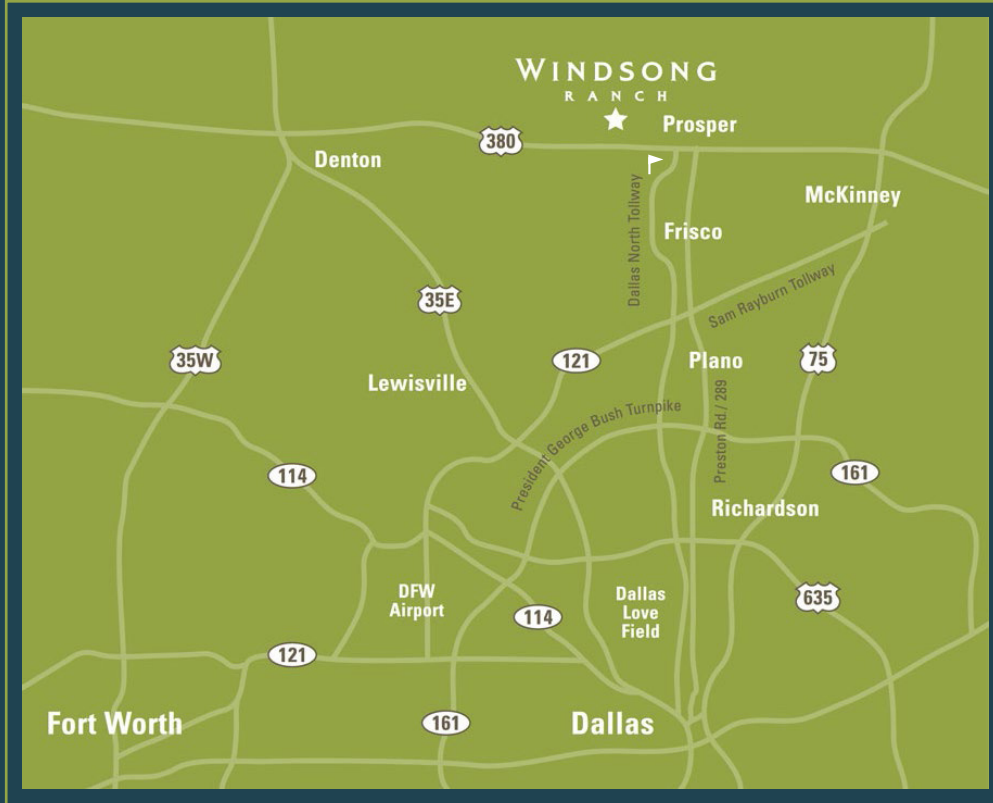 WINDSONG
RANCH
Prosper
380
Denton
McKinney
Dallas North Tollway
Frisco
Sam Rayburn Tollway
35E
35W
121
Plano
75
Lewisville
President George Bush Turnpike
Preston Rd./ 289
114
161
Richardson
DFW
Airport
Dallas
Love
Field
635
114
121
Fort Worth
161
Dallas